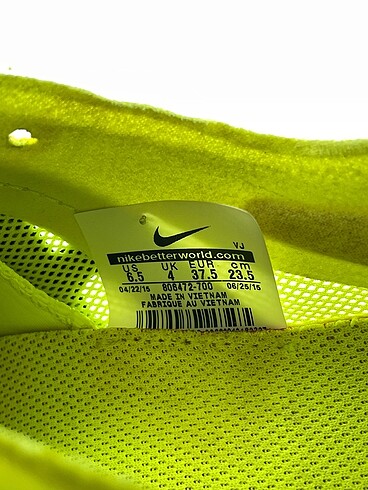 VJ
nikebetterworld.com
US UK EUR cm
6.5 4 37.5 23.5
04/22/15 808472-700 06/25/15
MADE IN VIETNAM
FABRIQUE AU VIETNAM